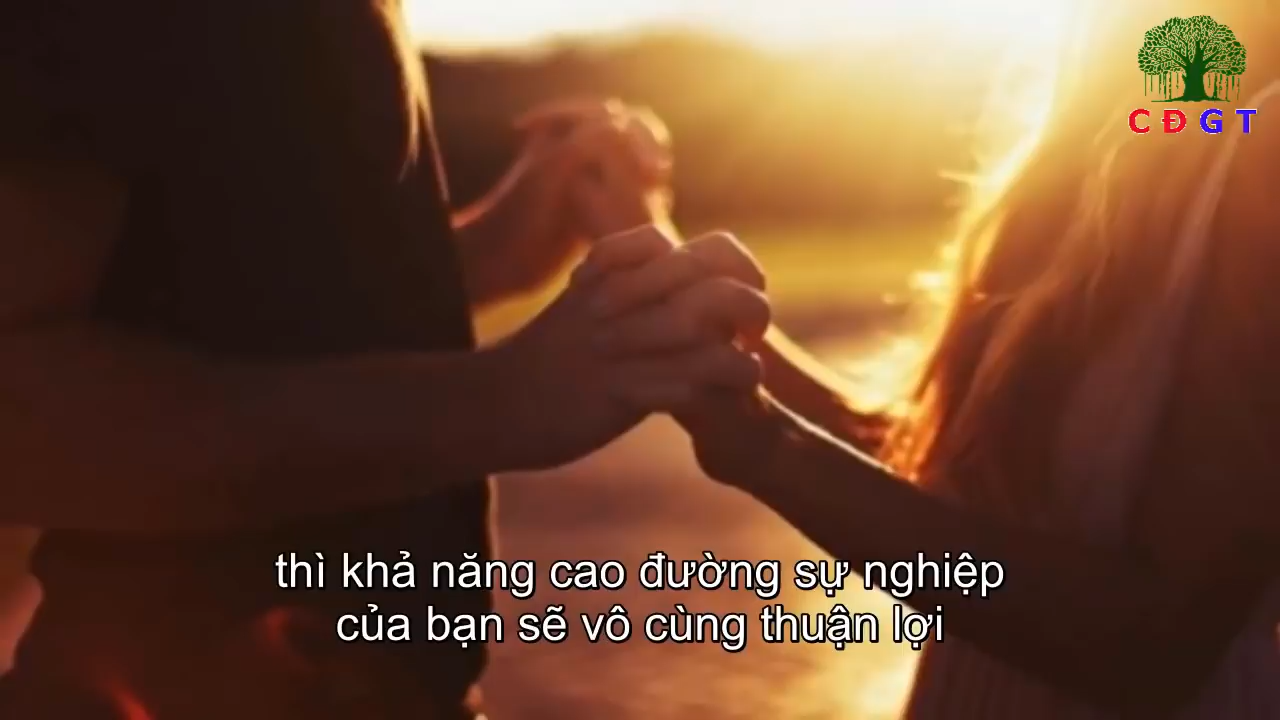 C Đ G T
thì khả năng cao đường sự nghiệp
của bạn sẽ vô cùng thuận lợi